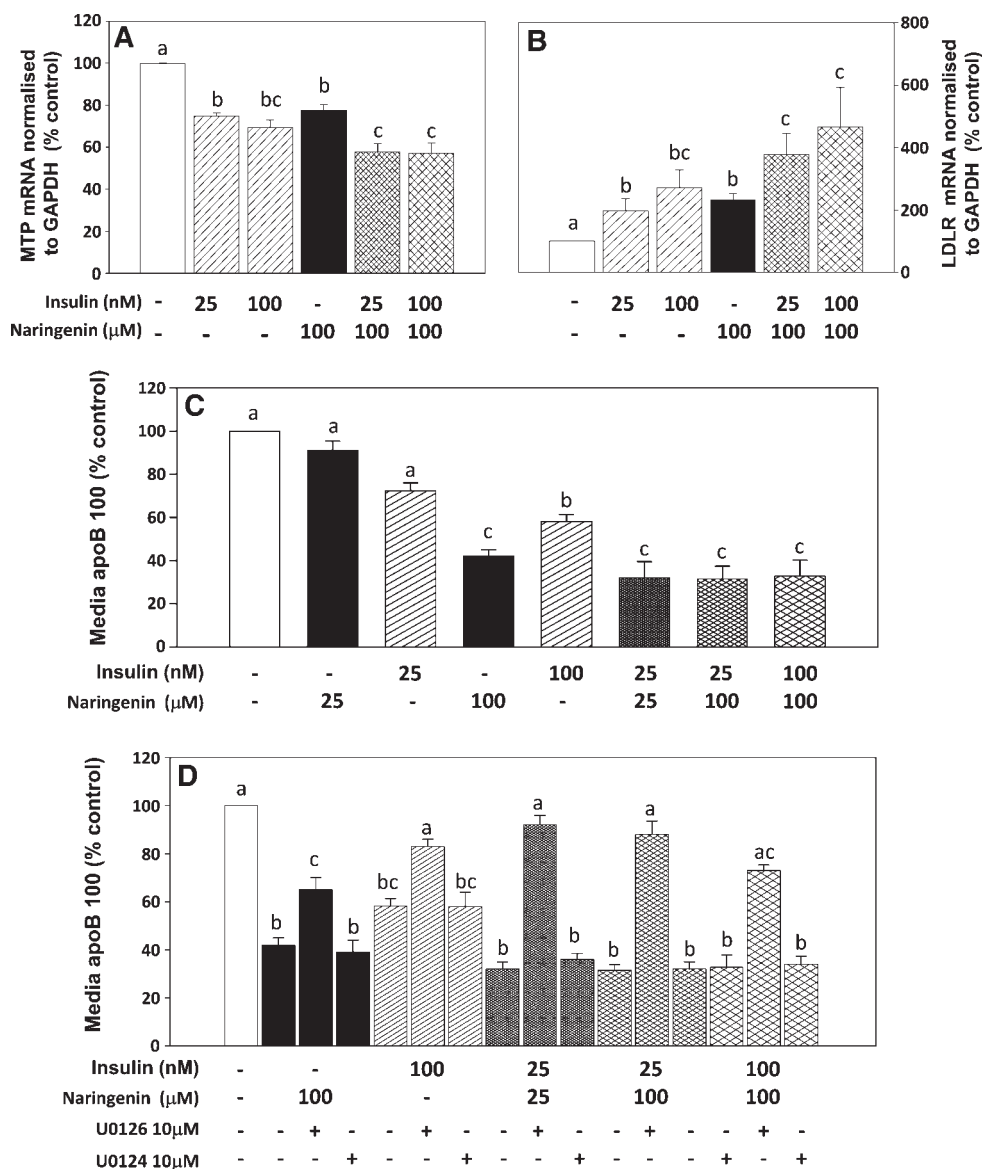 A
MTP mRNA normalised
to GAPDH (% control)
120
100
80
60
40
20
0
a
b
bc
b
c
c
Insulin (nM) - 25 100 - 25 100
Naringenin (μM) - - - 100 100 100
B
LDLR mRNA normalised
to GAPDH (% control)
800
600
400
200
0
a
b
bc
b
c
c
- 25 100 - 25 100
- - - 100 100 100
C
Media apoB 100 (% control)
120
100
80
60
40
20
0
a
a
a
c
b
c
c
c
Insulin (nM) - - 25 - 100 25 25 100
Naringenin (μM) - 25 - 100 - 25 100 100
D
Media apoB 100 (% control)
120
100
80
60
40
20
0
a
b
c
b
bc
a
bc
b
a
b
b
a
b
b
ac
b
Insulin (nM) - - 100 25 25 100
Naringenin (μM) - 100 - 25 100 100
U0126 10μM - - + - - + - - + - - + - - + -
U0124 10μM - - - + - - + - - + - - - + - +